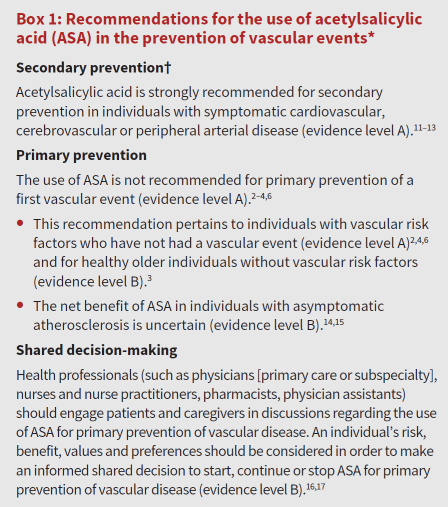 Box 1: Recommendations for the use of acetylsalicylic
acid (ASA) in the prevention of vascular events*
Secondary prevention†
Acetylsalicylic acid is strongly recommended for secondary
prevention in individuals with symptomatic cardiovascular,
cerebrovascular or peripheral arterial disease (evidence level A).11–13
Primary prevention
The use of ASA is not recommended for primary prevention of a
first vascular event (evidence level A).2–4,6
• This recommendation pertains to individuals with vascular risk
factors who have not had a vascular event (evidence level A)2,4,6
and for healthy older individuals without vascular risk factors
(evidence level B).3
• The net benefit of ASA in individuals with asymptomatic
atherosclerosis is uncertain (evidence level B).14,15
Shared decision-making
Health professionals (such as physicians [primary care or subspecialty],
nurses and nurse practitioners, pharmacists, physician assistants)
should engage patients and caregivers in discussions regarding the use
of ASA for primary prevention of vascular disease. An individual’s risk,
benefit, values and preferences should be considered in order to make
an informed shared decision to start, continue or stop ASA for primary
prevention of vascular disease (evidence level B).16,17